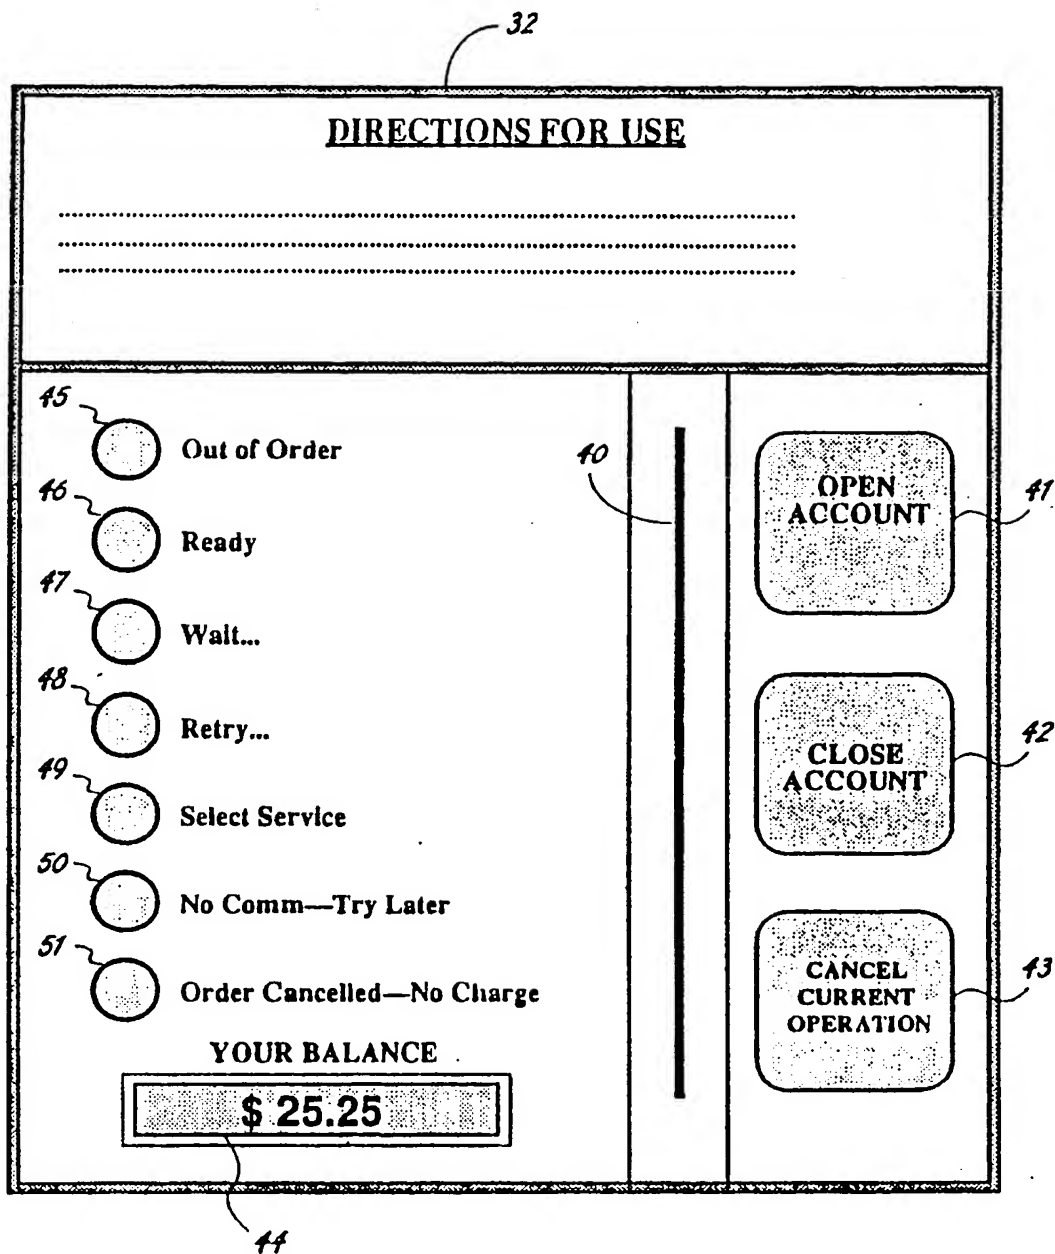 32
DIRECTIONS FOR USE
45
Out of Order
46
Ready
47
Wait...
48
Retry...
49
Select Service
50
No Comm—Try Later
51
Order Cancelled—No Charge
YOUR BALANCE
$ 25.25
44
40
OPEN
ACCOUNT
41
CLOSE
ACCOUNT
42
CANCEL
CURRENT
OPERATION
43